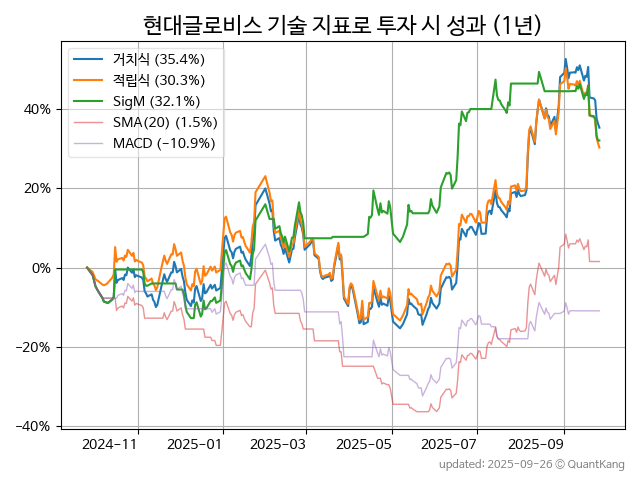 현대글로비스 기술 지표로 투자 시 성과 (1년)
거치식 (35.4%)
적립식 (30.3%)
SigM (32.1%)
SMA(20) (1.5%)
MACD (−10.9%)
40%
20%
0%
−20%
−40%
2024-11 2025-01 2025-03 2025-05 2025-07 2025-09
updated: 2025-09-26 © QuantKang